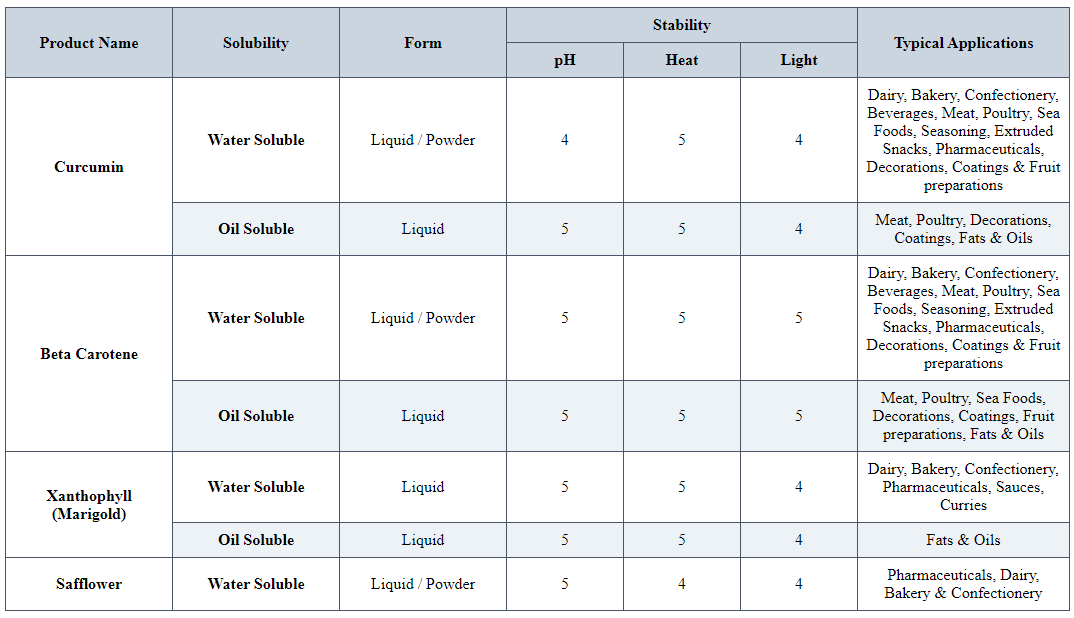 Product Name
Solubility
Form
Stability
Typical Applications
pH
Heat
Light
Curcumin
Water Soluble
Liquid / Powder
4
5
4
Dairy, Bakery, Confectionery,
Beverages, Meat, Poultry, Sea
Foods, Seasoning, Extruded
Snacks, Pharmaceuticals,
Decorations, Coatings & Fruit
preparations
Oil Soluble
Liquid
5
5
4
Meat, Poultry, Decorations,
Coatings, Fats & Oils
Beta Carotene
Water Soluble
Liquid / Powder
5
5
5
Dairy, Bakery, Confectionery,
Beverages, Meat, Poultry, Sea
Foods, Seasoning, Extruded
Snacks, Pharmaceuticals,
Decorations, Coatings & Fruit
preparations
Oil Soluble
Liquid
5
5
5
Meat, Poultry, Sea Foods,
Decorations, Coatings, Fruit
preparations, Fats & Oils
Xanthophyll
(Marigold)
Water Soluble
Liquid
5
5
4
Dairy, Bakery, Confectionery,
Pharmaceuticals, Sauces,
Curries
Oil Soluble
Liquid
5
5
4
Fats & Oils
Safflower
Water Soluble
Liquid / Powder
5
4
4
Pharmaceuticals, Dairy,
Bakery & Confectionery